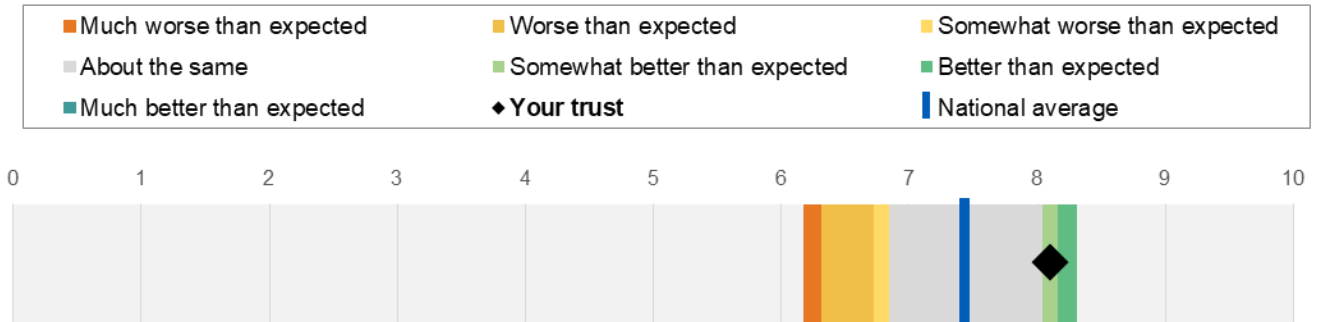 Much worse than expected Worse than expected Somewhat worse than expected
About the same Somewhat better than expected Better than expected
Much better than expected Your trust National average
0 1 2 3 4 5 6 7 8 9 10